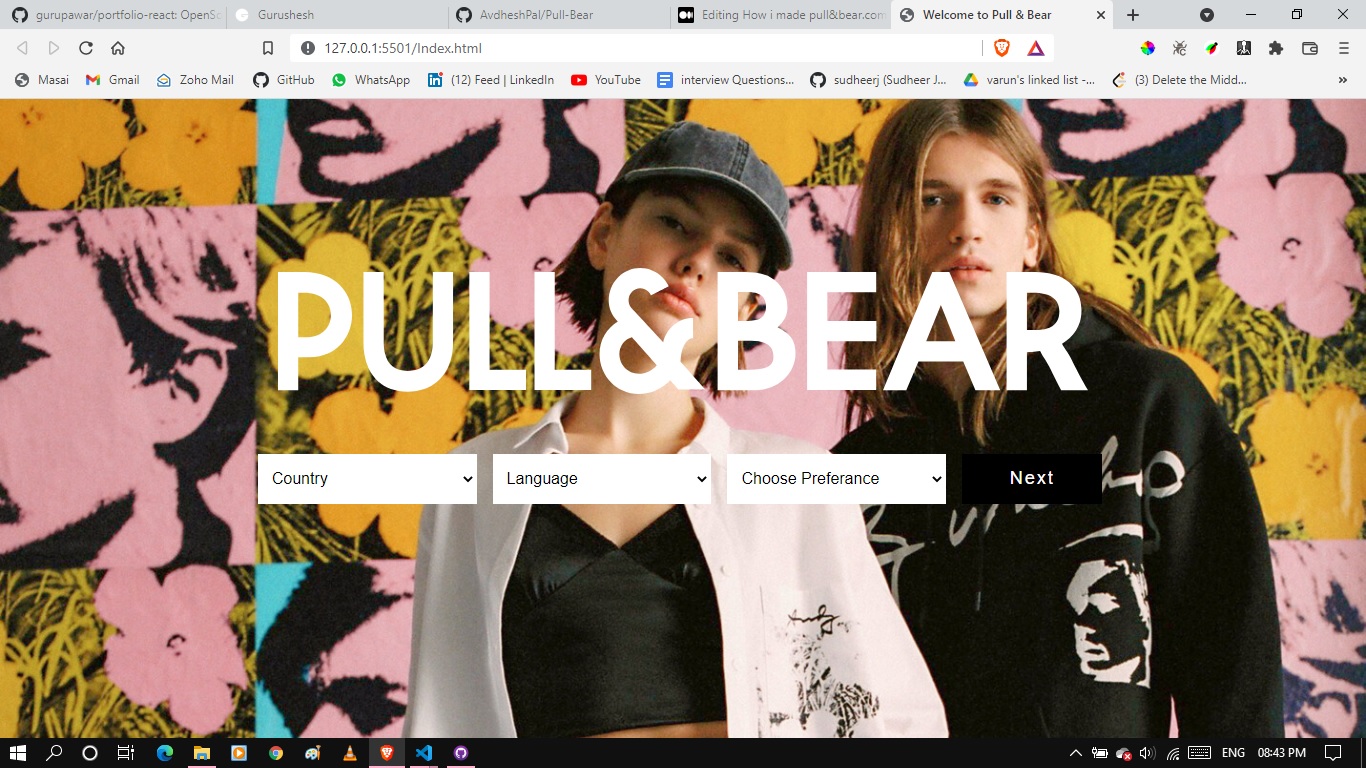 gurupawar/portfolio-react: OpenSc
Gurushesh
AvdheshPal/Pull-Bear
Editing How i made pull&bear.com
Welcome to Pull & Bear
127.0.0.1:5501/Index.html
Masai
Gmail
Zoho Mail
GitHub
WhatsApp
(12) Feed | LinkedIn
YouTube
interview Questions...
sudheerj (Sudheer J...
varun's linked list -...
(3) Delete the Midd...
»
PULL&BEAR
Country
Language
Choose Preferance
Next
Andy
ENG
08:43 PM